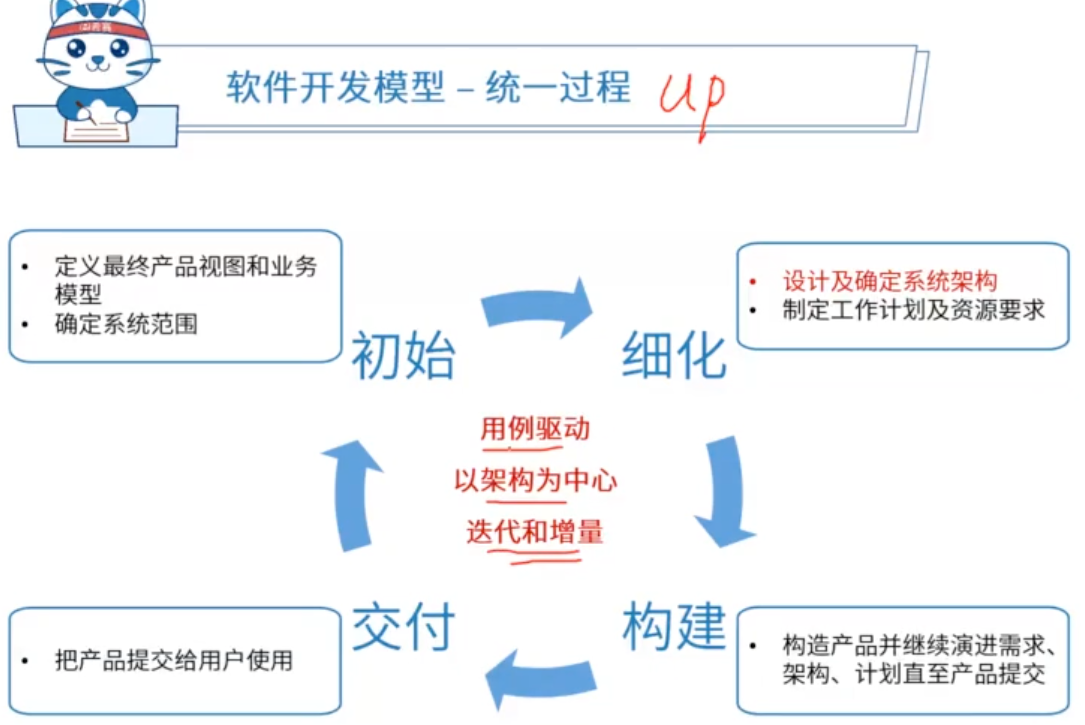 软件开发模型 – 统一过程 up
定义最终产品视图和业务
模型
确定系统范围
初始
细化
设计及确定系统架构
制定工作计划及资源要求
用例驱动
以架构为中心
迭代和增量
交付
把产品提交给用户使用
构建
构造产品并继续演进需求、
架构、计划直至产品提交